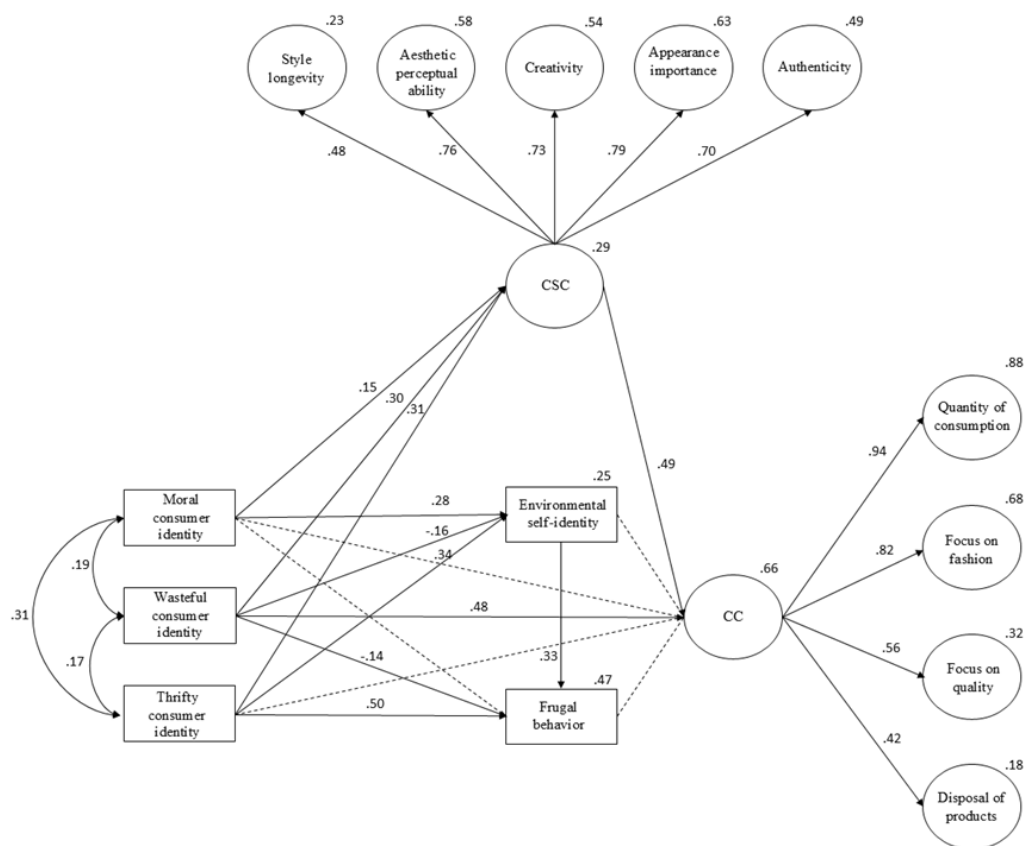 .23
.58
.54
.63
.49
Style
longevity
Aesthetic
perceptual
ability
Creativity
Appearance
importance
Authenticity
.48
.76
.73
.79
.70
.29
CSC
.15
.30
.31
.49
.88
Quantity of
consumption
.94
.68
Focus on
fashion
.82
.32
Focus on
quality
.56
.18
Disposal of
products
.42
.25
Moral
consumer
identity
.28
Environmental
self-identity
-.16
.34
.19
.31
Wasteful
consumer
identity
.48
.66
CC
.17
-.14
.33
.47
Thrifty
consumer
identity
.50
Frugal
behavior